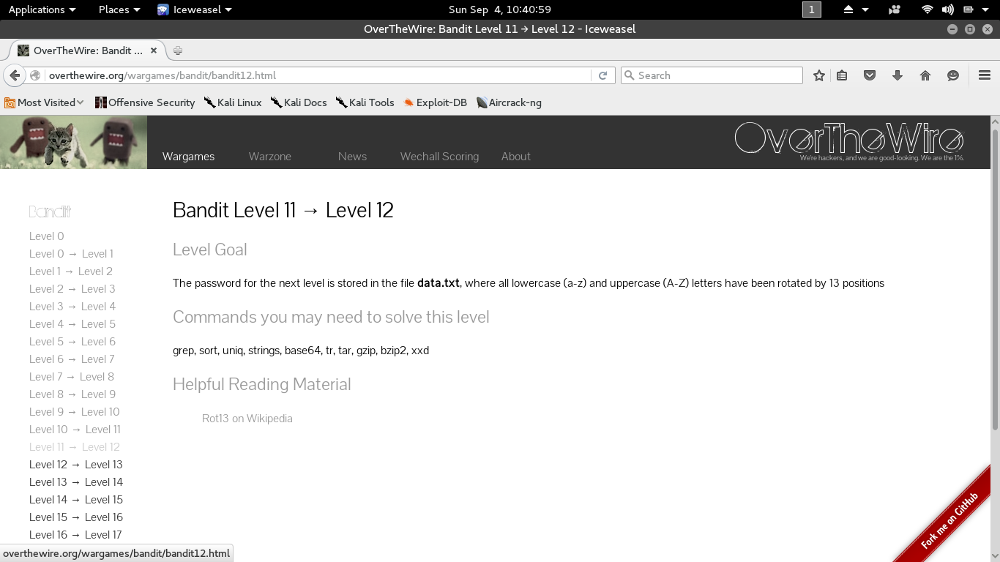 Applications Places Iceweasel Sun Sep 4, 10:40:59 1
OverTheWire: Bandit Level 11 → Level 12 - Iceweasel
OverTheWire: Bandit ...
overthewire.org/wargames/bandit/bandit12.html Search
Most Visited Offensive Security Kali Linux Kali Docs Kali Tools Exploit-DB Aircrack-ng
OverTheWire
We're hackers, and we are good-looking. We are the 1%.
Wargames Warzone News Wechall Scoring About
Bandit
Level 0
Level 0 → Level 1
Level 1 → Level 2
Level 2 → Level 3
Level 3 → Level 4
Level 4 → Level 5
Level 5 → Level 6
Level 6 → Level 7
Level 7 → Level 8
Level 8 → Level 9
Level 9 → Level 10
Level 10 → Level 11
Level 11 → Level 12
Level 12 → Level 13
Level 13 → Level 14
Level 14 → Level 15
Level 15 → Level 16
Level 16 → Level 17
Bandit Level 11 → Level 12
Level Goal
The password for the next level is stored in the file data.txt, where all lowercase (a-z) and uppercase (A-Z) letters have been rotated by 13 positions
Commands you may need to solve this level
grep, sort, uniq, strings, base64, tr, tar, gzip, bzip2, xxd
Helpful Reading Material
Rot13 on Wikipedia
Fork me on GitHub
overthewire.org/wargames/bandit/bandit12.html